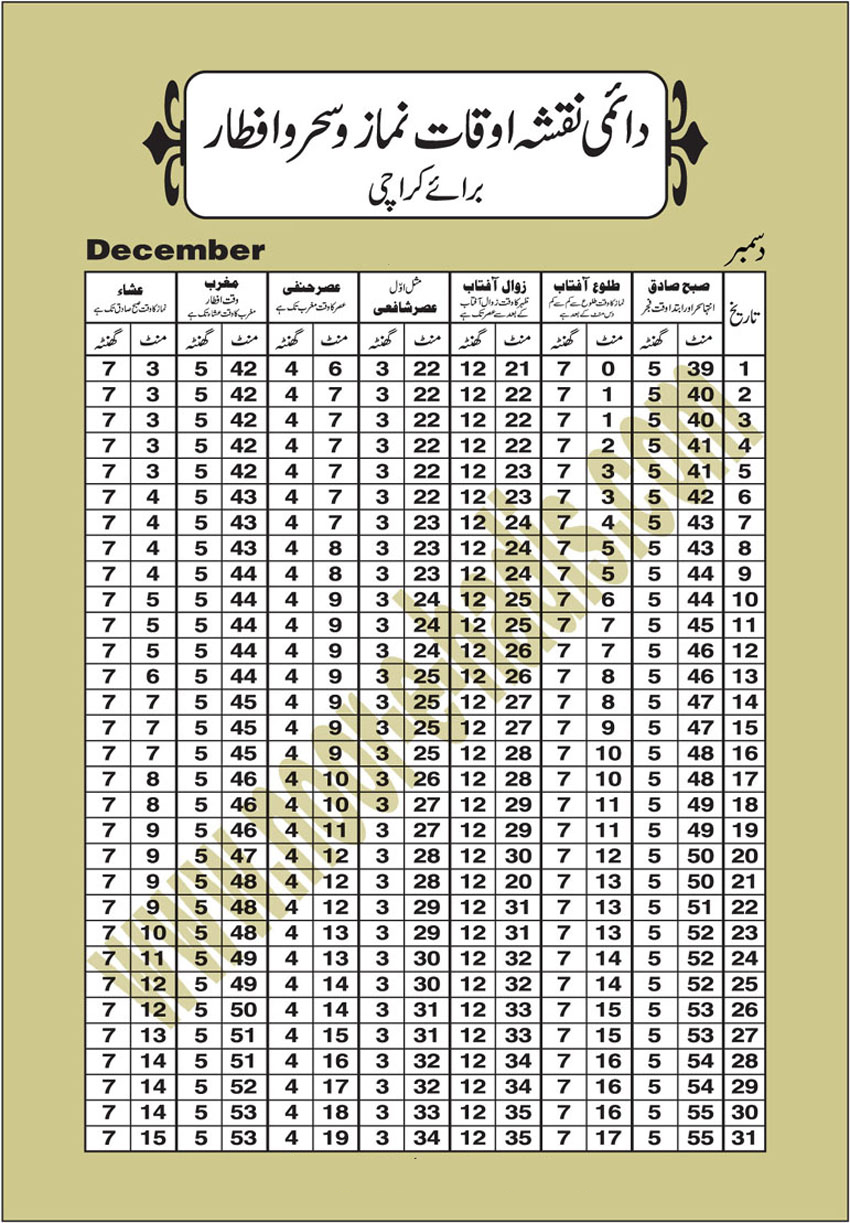 دائمی نقشہ اوقات نماز و سحر و افطار
برائے کراچی
December دسمبر
عشاء مغرب عصر حنفی مثل اوّل زوال آفتاب طلوع آفتاب صبح صادق تاریخ
نماز کا وقت صبح صادق تک ہے وقت افطار عصر کا وقت مغرب تک ہے عصر شافعی ظہر کا وقت زوال آفتاب نماز کا وقت طلوع سے کم سے کم انتہا سحر اور ابتدا وقت فجر
مغرب کا وقت عشاء تک ہے کے بعد سے عصر تک ہے دس منٹ کے بعد ہے
گھنٹہ منٹ گھنٹہ منٹ گھنٹہ منٹ گھنٹہ منٹ گھنٹہ منٹ گھنٹہ منٹ گھنٹہ منٹ
7 3 5 42 4 6 3 22 12 21 7 0 5 39 1
7 3 5 42 4 7 3 22 12 22 7 1 5 40 2
7 3 5 42 4 7 3 22 12 22 7 1 5 40 3
7 3 5 42 4 7 3 22 12 22 7 2 5 41 4
7 3 5 42 4 7 3 22 12 23 7 3 5 41 5
7 4 5 43 4 7 3 22 12 23 7 3 5 42 6
7 4 5 43 4 7 3 23 12 24 7 4 5 43 7
7 4 5 43 4 8 3 23 12 24 7 5 5 43 8
7 4 5 44 4 8 3 23 12 24 7 5 5 44 9
7 5 5 44 4 9 3 24 12 25 7 6 5 44 10
7 5 5 44 4 9 3 24 12 25 7 7 5 45 11
7 5 5 44 4 9 3 24 12 26 7 7 5 46 12
7 6 5 44 4 9 3 25 12 26 7 8 5 46 13
7 7 5 45 4 9 3 25 12 27 7 8 5 47 14
7 7 5 45 4 9 3 25 12 27 7 9 5 47 15
7 7 5 45 4 9 3 25 12 28 7 10 5 48 16
7 8 5 46 4 10 3 26 12 28 7 10 5 48 17
7 8 5 46 4 10 3 27 12 29 7 11 5 49 18
7 9 5 46 4 11 3 27 12 29 7 11 5 49 19
7 9 5 47 4 12 3 28 12 30 7 12 5 50 20
7 9 5 48 4 12 3 28 12 20 7 13 5 50 21
7 9 5 48 4 12 3 29 12 31 7 13 5 51 22
7 10 5 48 4 13 3 29 12 31 7 13 5 52 23
7 11 5 49 4 13 3 30 12 32 7 14 5 52 24
7 12 5 49 4 14 3 30 12 32 7 14 5 52 25
7 12 5 50 4 14 3 31 12 33 7 15 5 53 26
7 13 5 51 4 15 3 31 12 33 7 15 5 53 27
7 14 5 51 4 16 3 32 12 34 7 16 5 54 28
7 14 5 52 4 17 3 32 12 34 7 16 5 54 29
7 14 5 53 4 18 3 33 12 35 7 16 5 55 30
7 15 5 53 4 19 3 34 12 35 7 17 5 55 31
www.noor-e-hadis.com